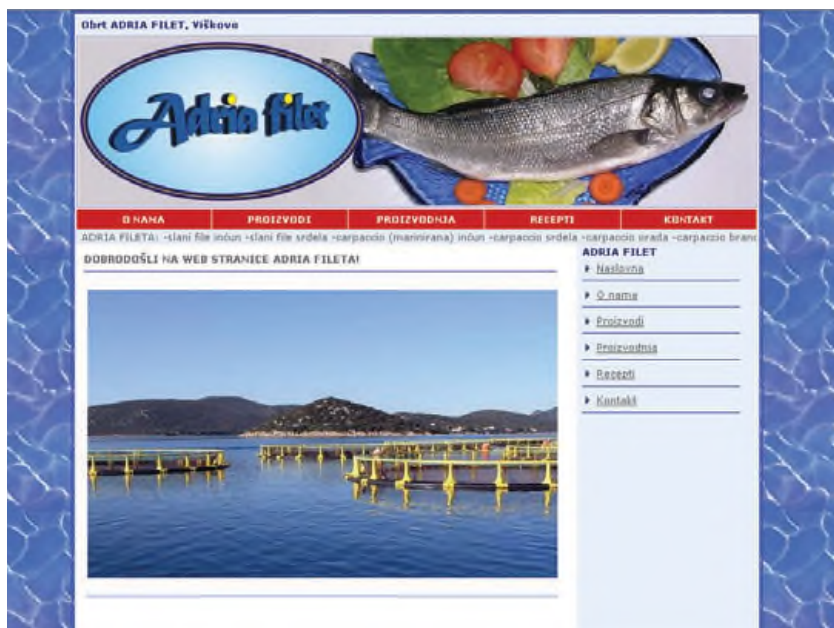 Obrt ADRIA FILET, Viškovo
Adria filet
O NAMA PROIZVODI PROIZVODNJA RECEPTI KONTAKT
ADRIA FILETA: -slani file inćun -slani file srdela -carpaccio (marinirana) inćun -carpaccio srdela -carpaccio orada -carpaccio branc
DOBRODOŠLI NA WEB STRANICE ADRIA FILETA!
ADRIA FILET
Naslovna
O nama
Proizvodi
Proizvodnja
Recepti
Kontakt